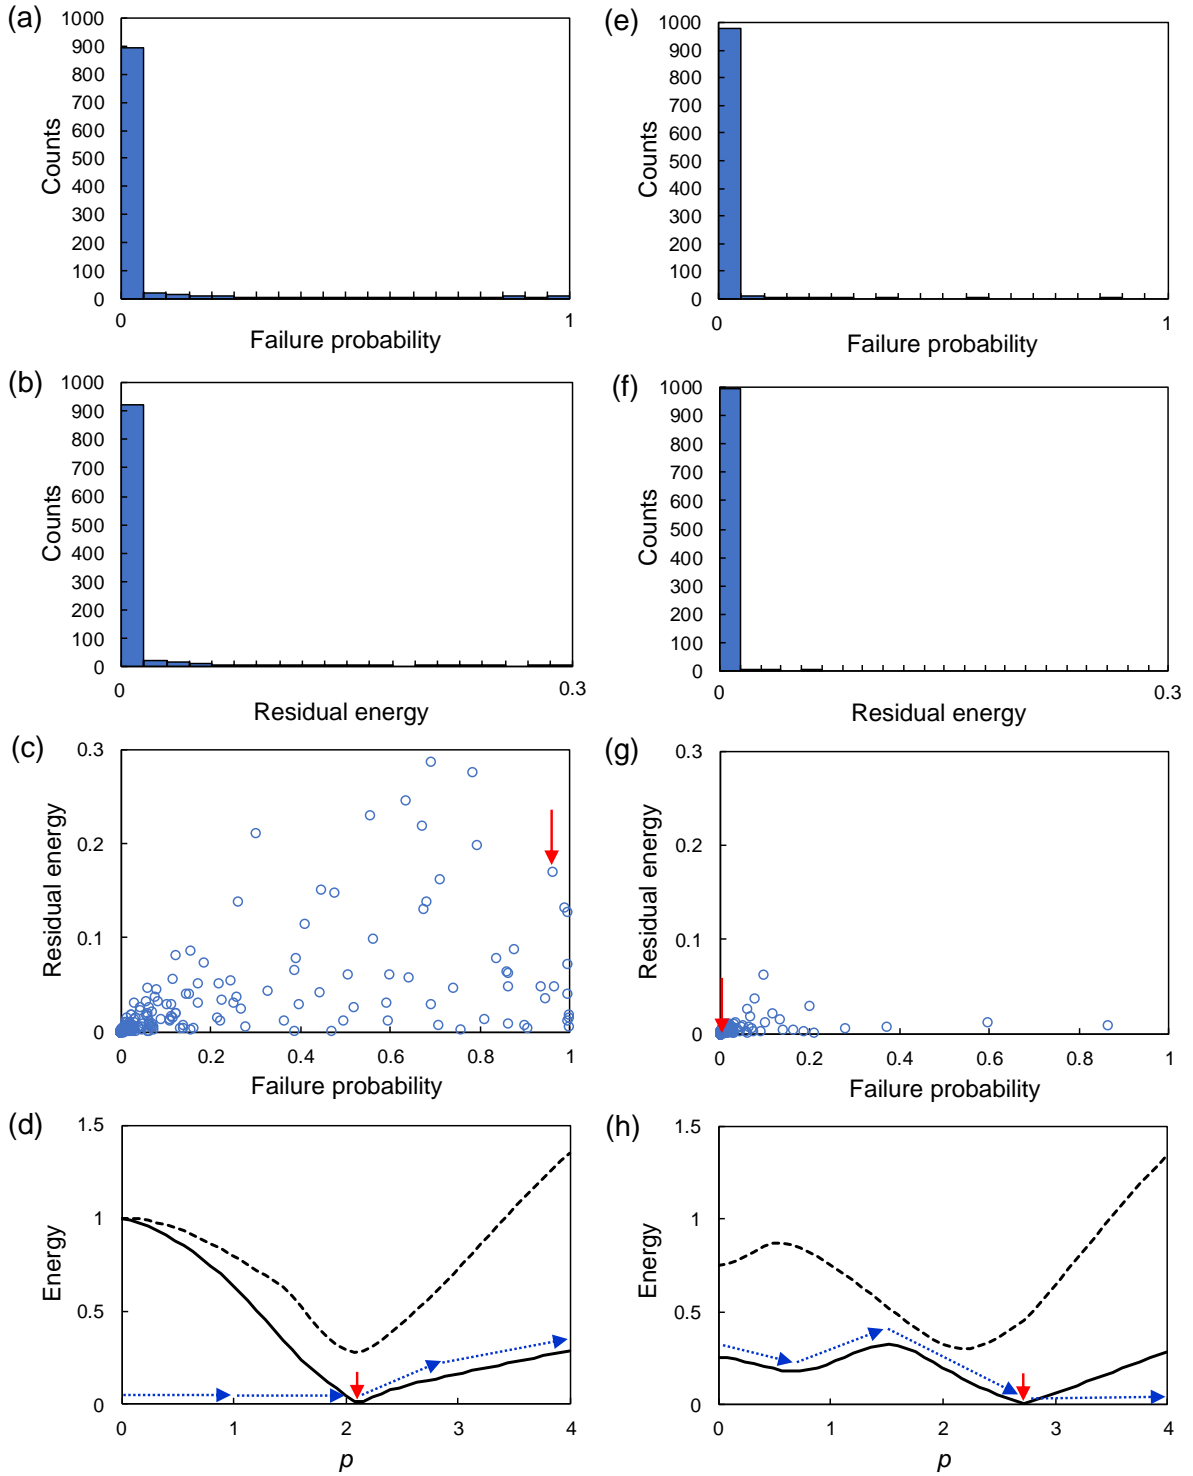 (a)
1000
900
800
700
600
500
400
300
200
100
0
Counts
0
1
Failure probability
(e)
1000
900
800
700
600
500
400
300
200
100
0
Counts
0
1
Failure probability
(b)
1000
900
800
700
600
500
400
300
200
100
0
Counts
0
0.3
Residual energy
(f)
1000
900
800
700
600
500
400
300
200
100
0
Counts
0
0.3
Residual energy
(c)
0.3
0.2
0.1
0
Residual energy
0 0.2 0.4 0.6 0.8 1
Failure probability
(g)
0.3
0.2
0.1
0
Residual energy
0 0.2 0.4 0.6 0.8 1
Failure probability
(d)
1.5
1
0.5
0
Energy
0 1 2 3 4
p
(h)
1.5
1
0.5
0
Energy
0 1 2 3 4
p